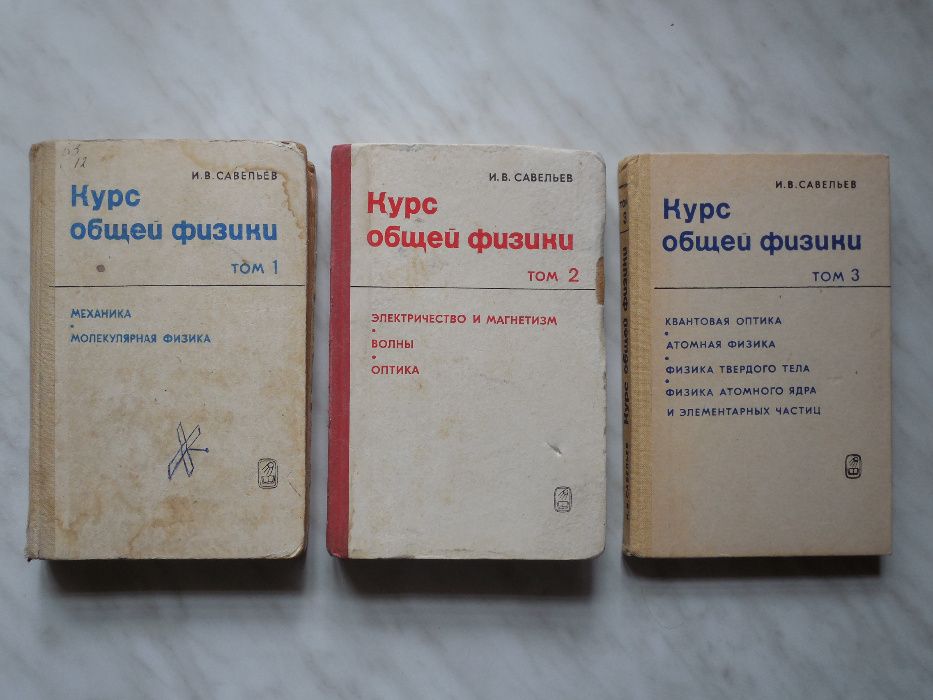 И.В. САВЕЛЬЕВ
Курс
общей физики
ТОМ 1
МЕХАНИКА
•
МОЛЕКУЛЯРНАЯ ФИЗИКА
И.В. САВЕЛЬЕВ
Курс
общей физики
ТОМ 2
ЭЛЕКТРИЧЕСТВО И МАГНЕТИЗМ
•
ВОЛНЫ
•
ОПТИКА
И.В. САВЕЛЬЕВ
Курс
общей физики
ТОМ 3
КВАНТОВАЯ ОПТИКА
•
АТОМНАЯ ФИЗИКА
•
ФИЗИКА ТВЕРДОГО ТЕЛА
•
ФИЗИКА АТОМНОГО ЯДРА
И ЭЛЕМЕНТАРНЫХ ЧАСТИЦ
И.В. САВЕЛЬЕВ Курс общей физики